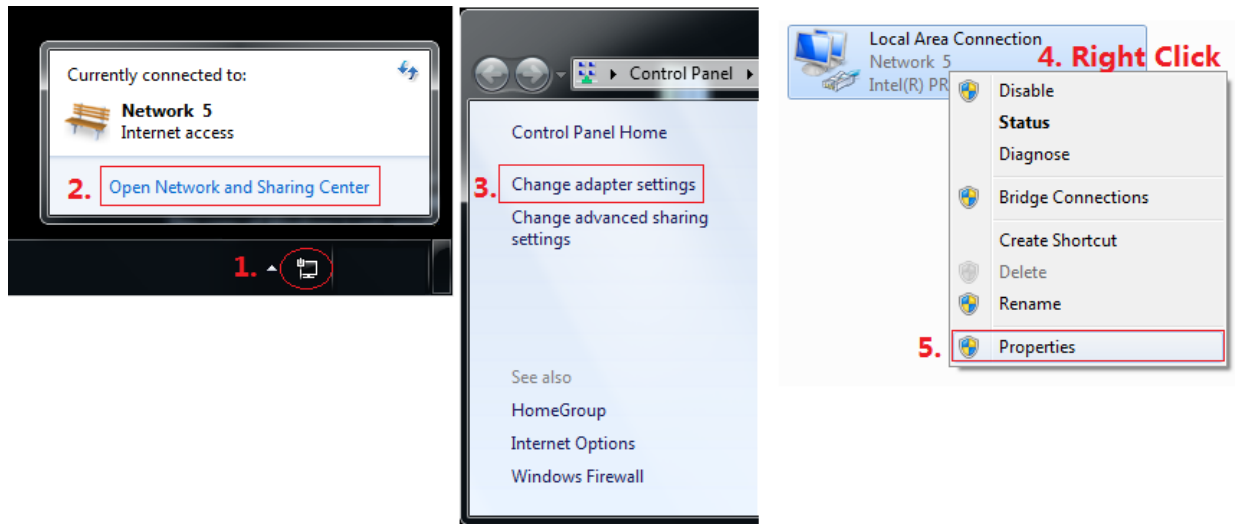 Currently connected to:
Network 5
Internet access
2. Open Network and Sharing Center
1.
Control Panel
Control Panel Home
3. Change adapter settings
Change advanced sharing
settings
See also
HomeGroup
Internet Options
Windows Firewall
Local Area Connection
Network 5
Intel(R) PR
4. Right Click
Disable
Status
Diagnose
Bridge Connections
Create Shortcut
Delete
Rename
5. Properties